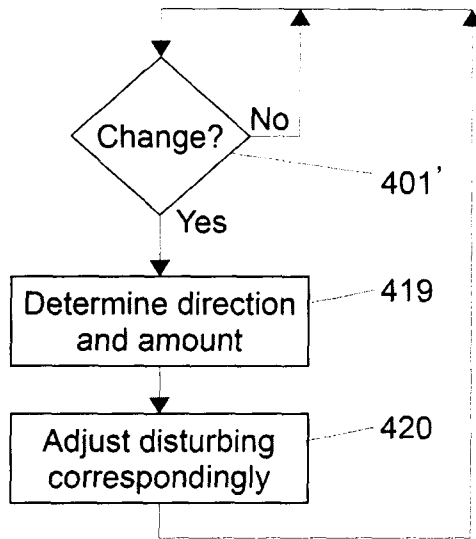 Change?
No
401’
Yes
Determine direction
and amount
419
Adjust disturbing
correspondingly
420